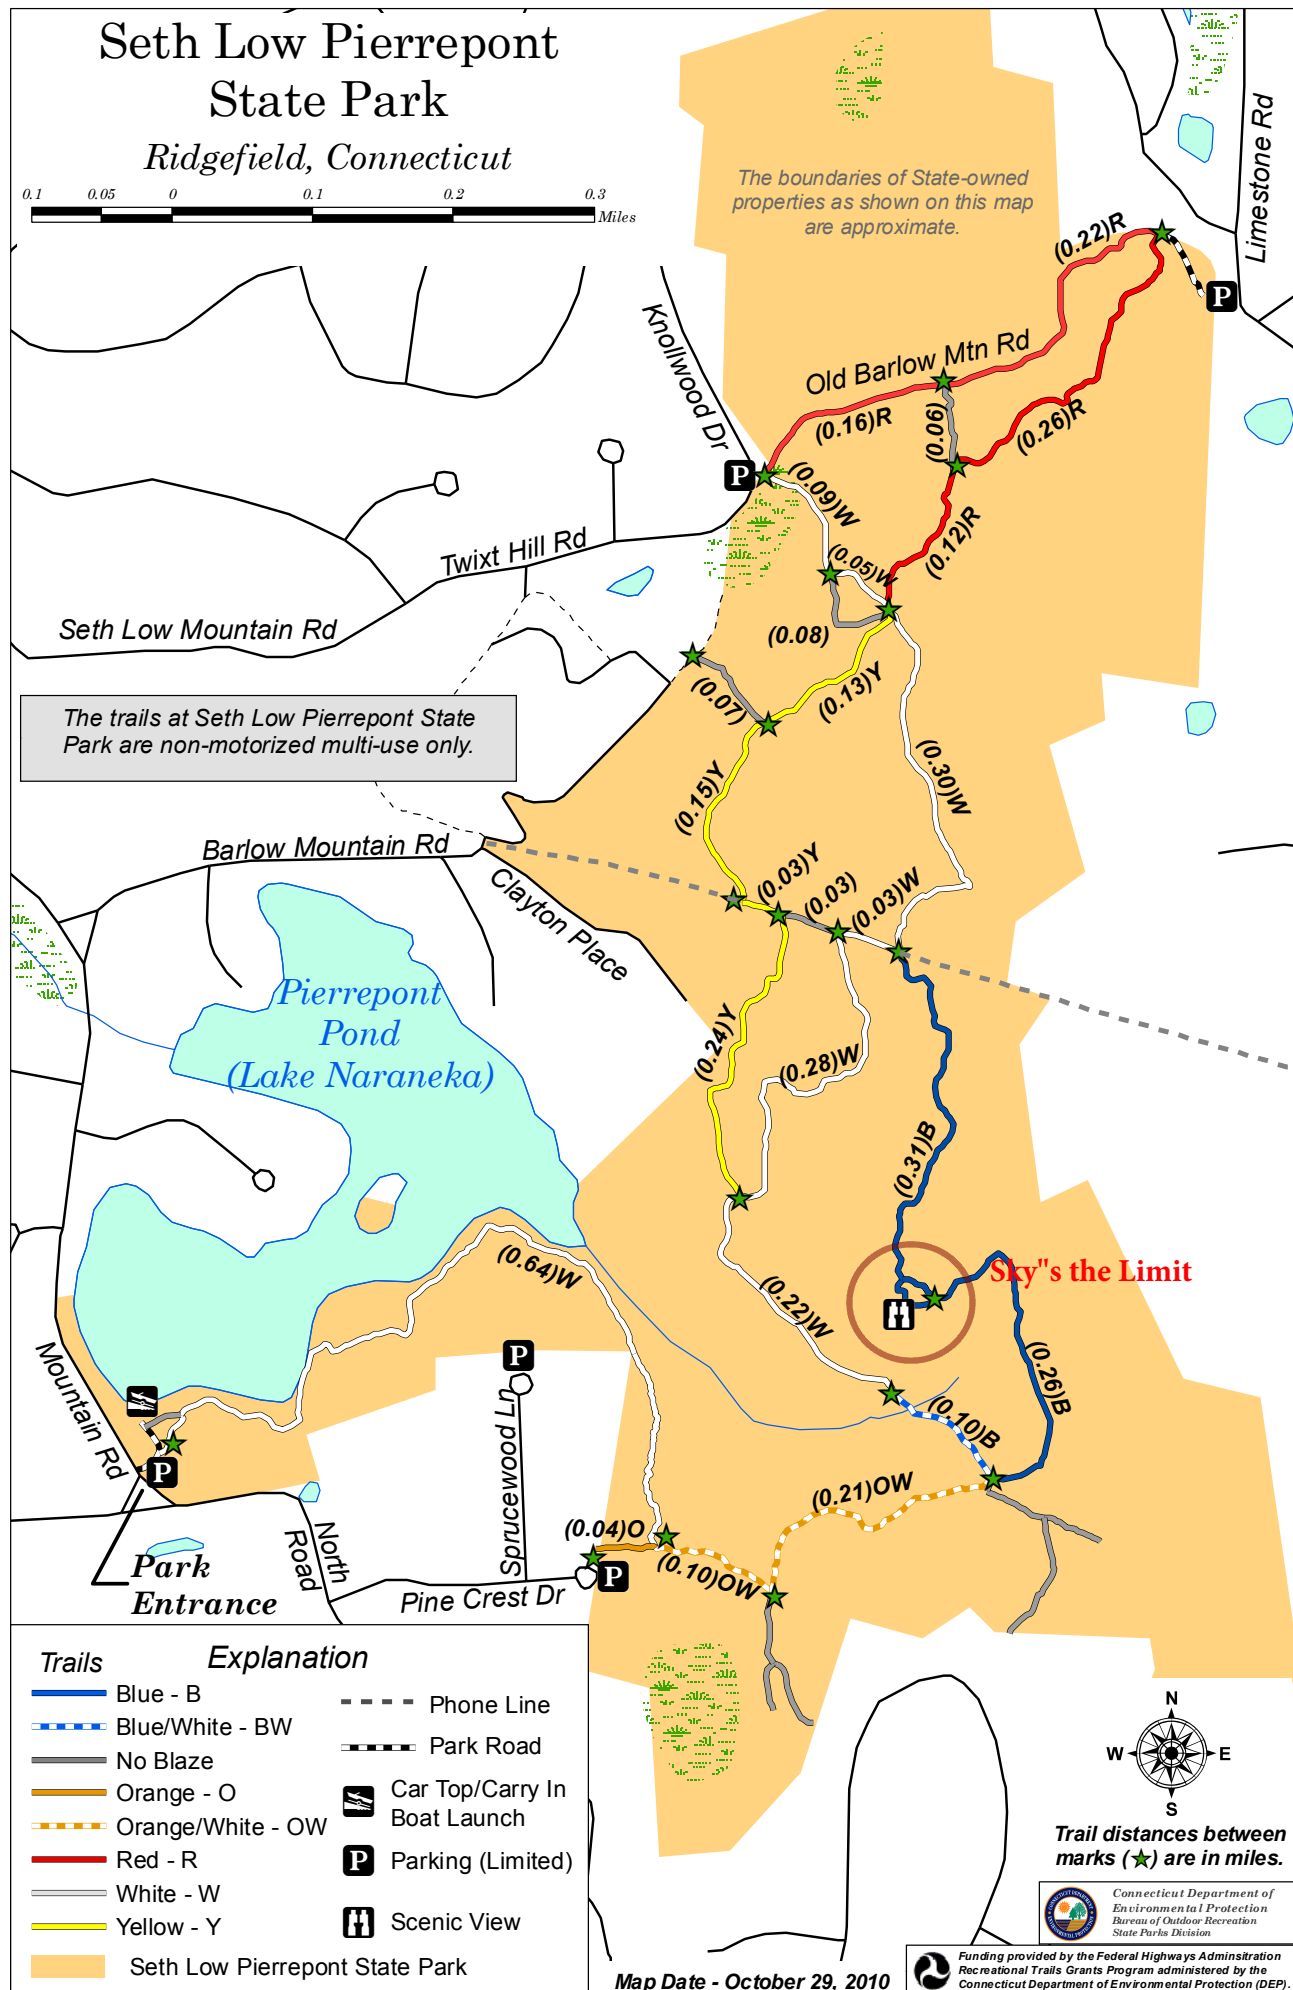 Seth Low Pierrepont
State Park
Ridgefield, Connecticut
0.1 0.05 0 0.1 0.2 0.3
Miles
The boundaries of State-owned
properties as shown on this map
are approximate.
Limestone Rd
(0.22)R
P
Knollwood Dr
Old Barlow Mtn Rd
(0.16)R
(0.06)
(0.26)R
P
(0.09)W
Twixt Hill Rd
(0.05)W
(0.12)R
Seth Low Mountain Rd
(0.08)
(0.07)
(0.13)Y
The trails at Seth Low Pierrepont State
Park are non-motorized multi-use only.
(0.15)Y
(0.30)W
Barlow Mountain Rd
Clayton Place
(0.03)Y
(0.03)
(0.03)W
Pierrepont
Pond
(Lake Naraneka)
(0.24)Y
(0.28)W
(0.31)B
(0.64)W
Sky"s the Limit
(0.22)W
(0.26)B
Mountain Rd
P
Sprucewood Ln
(0.10)B
P
(0.21)OW
North
Road
(0.04)O
(0.10)OW
P
Pine Crest Dr
Park
Entrance
Trails
Explanation
Blue - B
Blue/White - BW
No Blaze
Orange - O
Orange/White - OW
Red - R
White - W
Yellow - Y
Seth Low Pierrepont State Park
Phone Line
Park Road
Car Top/Carry In
Boat Launch
P Parking (Limited)
Scenic View
N
W E
S
Trail distances between
marks (★) are in miles.
Connecticut Department of
Environmental Protection
Bureau of Outdoor Recreation
State Parks Division
Map Date - October 29, 2010
Funding provided by the Federal Highways Adminsitration
Recreational Trails Grants Program administered by the
Connecticut Department of Environmental Protection (DEP).